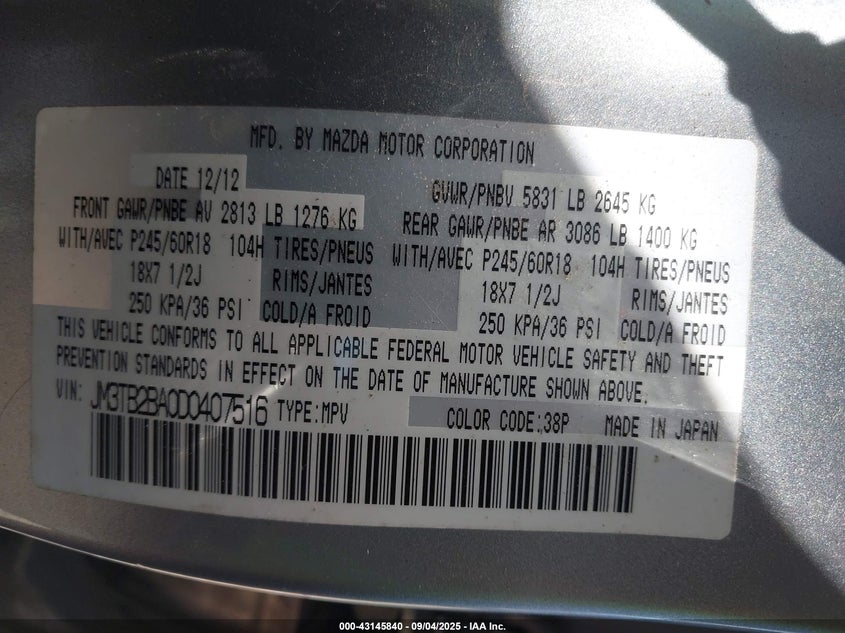 MFD. BY MAZDA MOTOR CORPORATION
DATE 12/12 GVWR/PNBV 5831 LB 2645 KG
FRONT GAWR/PNBE AV 2813 LB 1276 KG REAR GAWR/PNBE AR 3086 LB 1400 KG
WITH/AVEC P245/60R18 104H TIRES/PNEUS WITH/AVEC P245/60R18 104H TIRES/PNEUS
18X7 1/2J RIMS/JANTES 18X7 1/2J RIMS/JANTES
250 KPA/36 PSI COLD/A FROID 250 KPA/36 PSI COLD/A FROID
THIS VEHICLE CONFORMS TO ALL APPLICABLE FEDERAL MOTOR VEHICLE SAFETY AND THEFT
PREVENTION STANDARDS IN EFFECT ON THE DATE OF MANUFACTURE SHOWN ABOVE.
VIN: JM3TB2BA0D0407516 TYPE:MPV COLOR CODE:38P MADE IN JAPAN
000-43145840 - 09/04/2025 - IAA Inc.